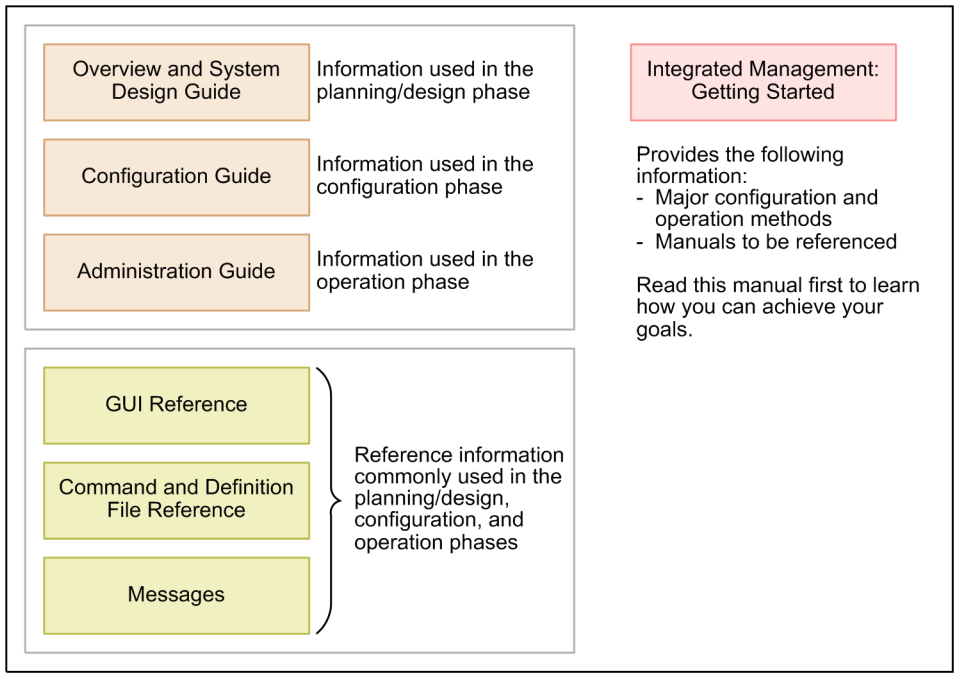 Overview and System
Design Guide
Information used in the
planning/design phase
Configuration Guide
Information used in the
configuration phase
Administration Guide
Information used in the
operation phase
GUI Reference
Command and Definition
File Reference
Messages
Reference information
commonly used in the
planning/design,
configuration, and
operation phases
Integrated Management:
Getting Started
Provides the following
information:
- Major configuration and
operation methods
- Manuals to be referenced
Read this manual first to learn
how you can achieve your
goals.